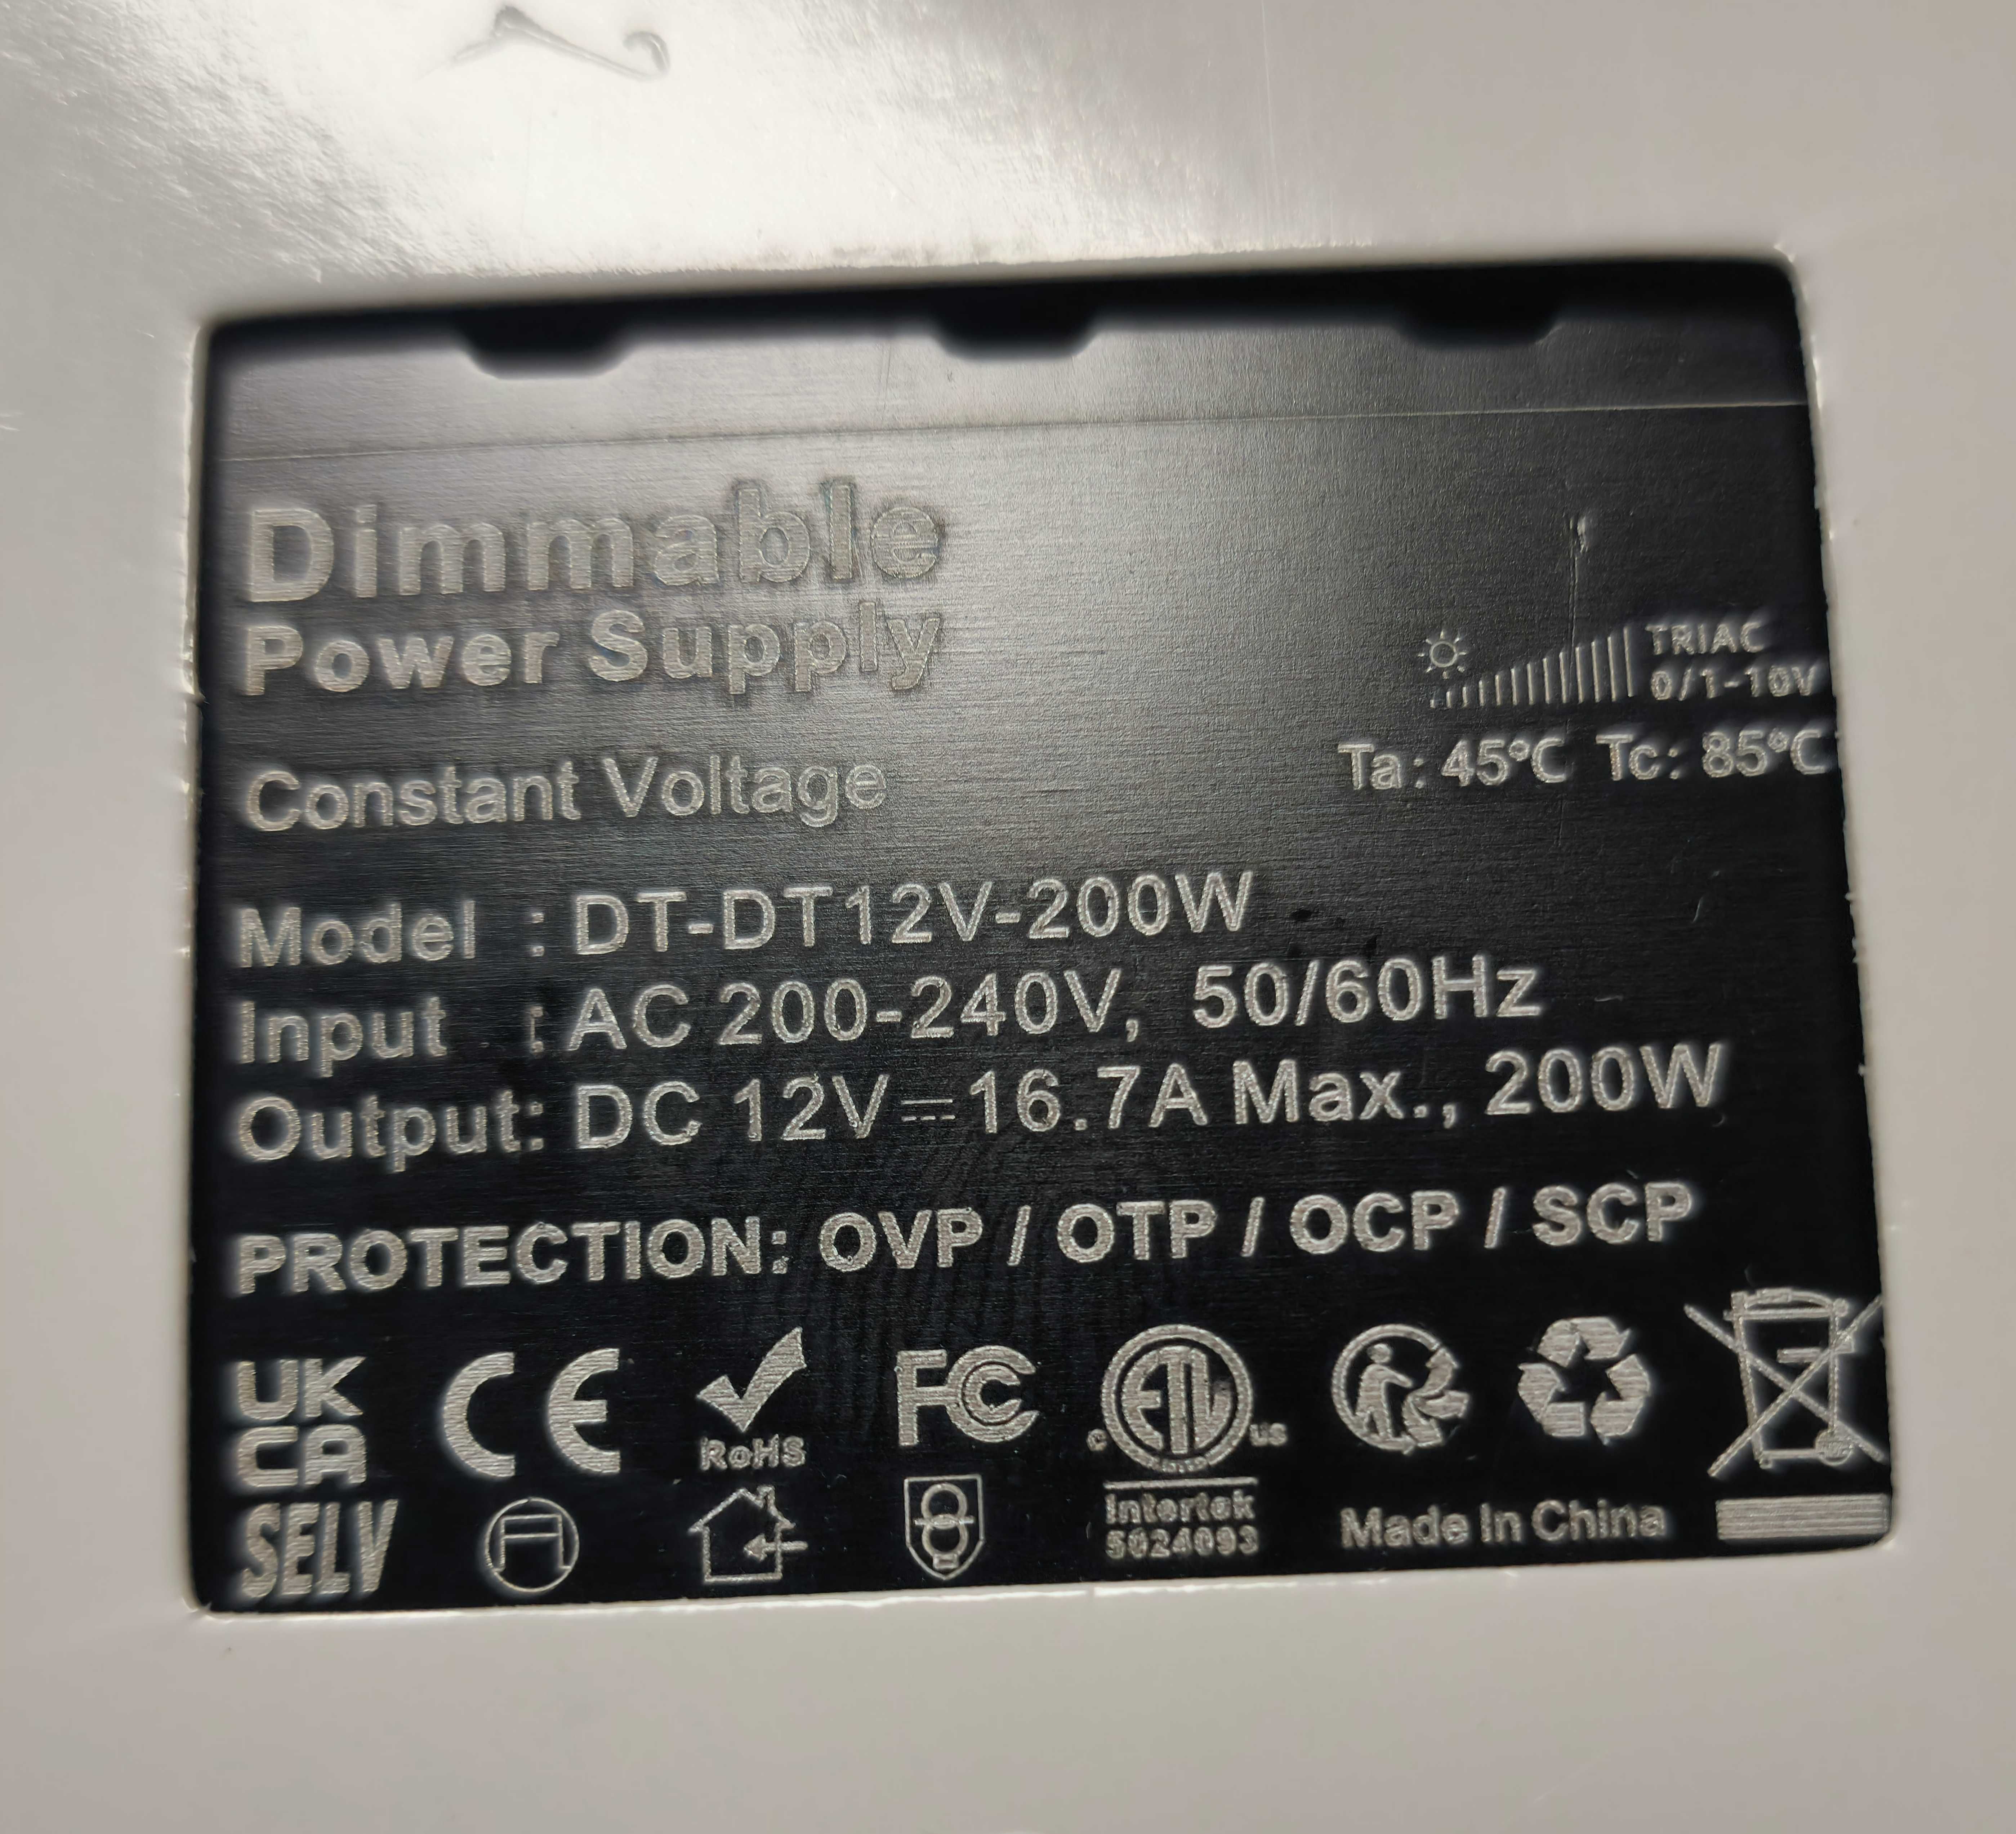 Dimmable
Power Supply
TRIAC
0/1-10V
Constant Voltage
Ta: 45°C Tc: 85°C
Model : DT-DT12V-200W
Input : AC 200-240V, 50/60Hz
Output: DC 12V⎓16.7A Max., 200W
PROTECTION: OVP / OTP / OCP / SCP
UK
CA
CE
RoHS
FC
c ETL us
Intertek
5024093
SELV
Made In China